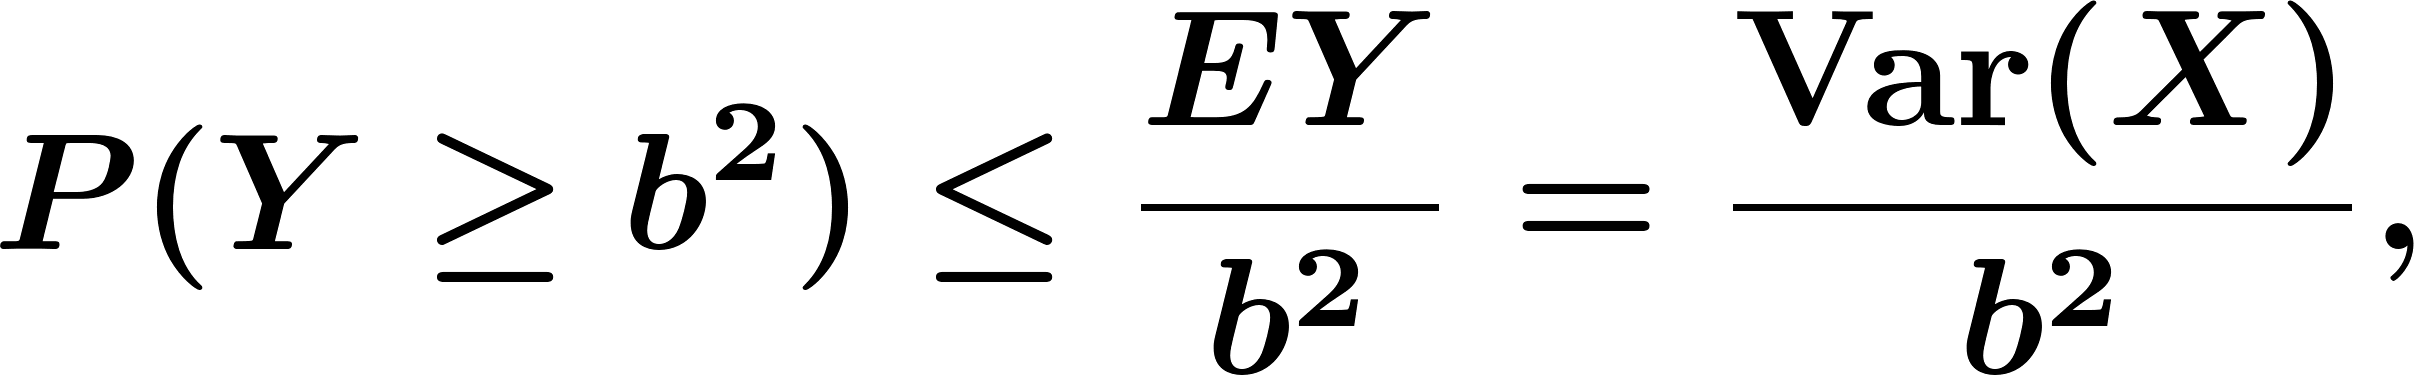 P(Y ≥ b²) ≤ EY/b² = Var(X)/b²,